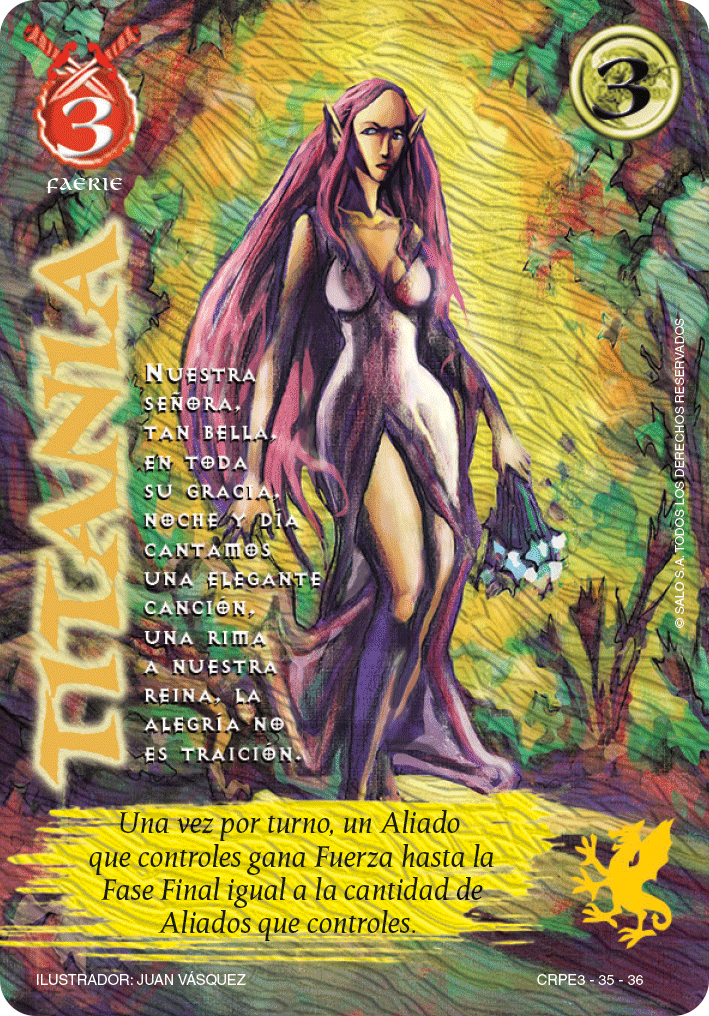 3
3
FAERIE
TITANIA
NUESTRA
SEÑORA,
TAN BELLA,
EN TODA
SU GRACIA,
NOCHE Y DÍA
CANTAMOS
UNA ELEGANTE
CANCIÓN,
UNA RIMA
A NUESTRA
REINA, LA
ALEGRÍA NO
ES TRAICIÓN.
© SALO S.A. TODOS LOS DERECHOS RESERVADOS
Una vez por turno, un Aliado
que controles gana Fuerza hasta la
Fase Final igual a la cantidad de
Aliados que controles.
ILUSTRADOR: JUAN VÁSQUEZ
CRPE3 - 35 - 36